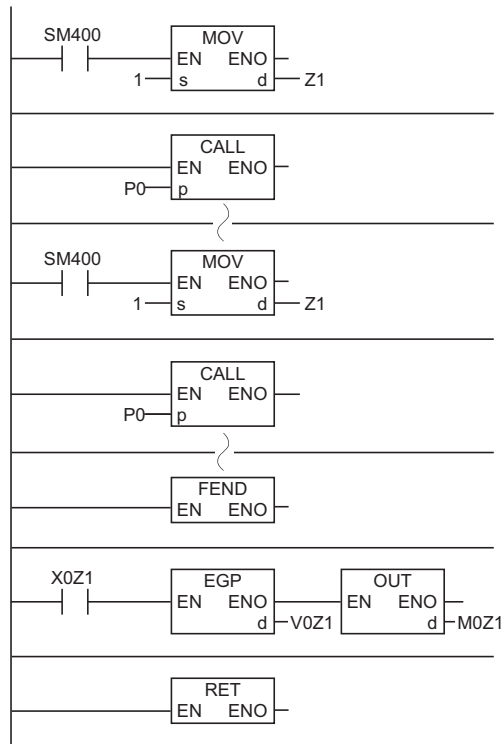 SM400 MOV
EN ENO
1 s d Z1
CALL
EN ENO
P0 p
SM400 MOV
EN ENO
1 s d Z1
CALL
EN ENO
P0 p
FEND
EN ENO
X0Z1 EGP OUT
EN ENO EN ENO
d V0Z1 d M0Z1
RET
EN ENO